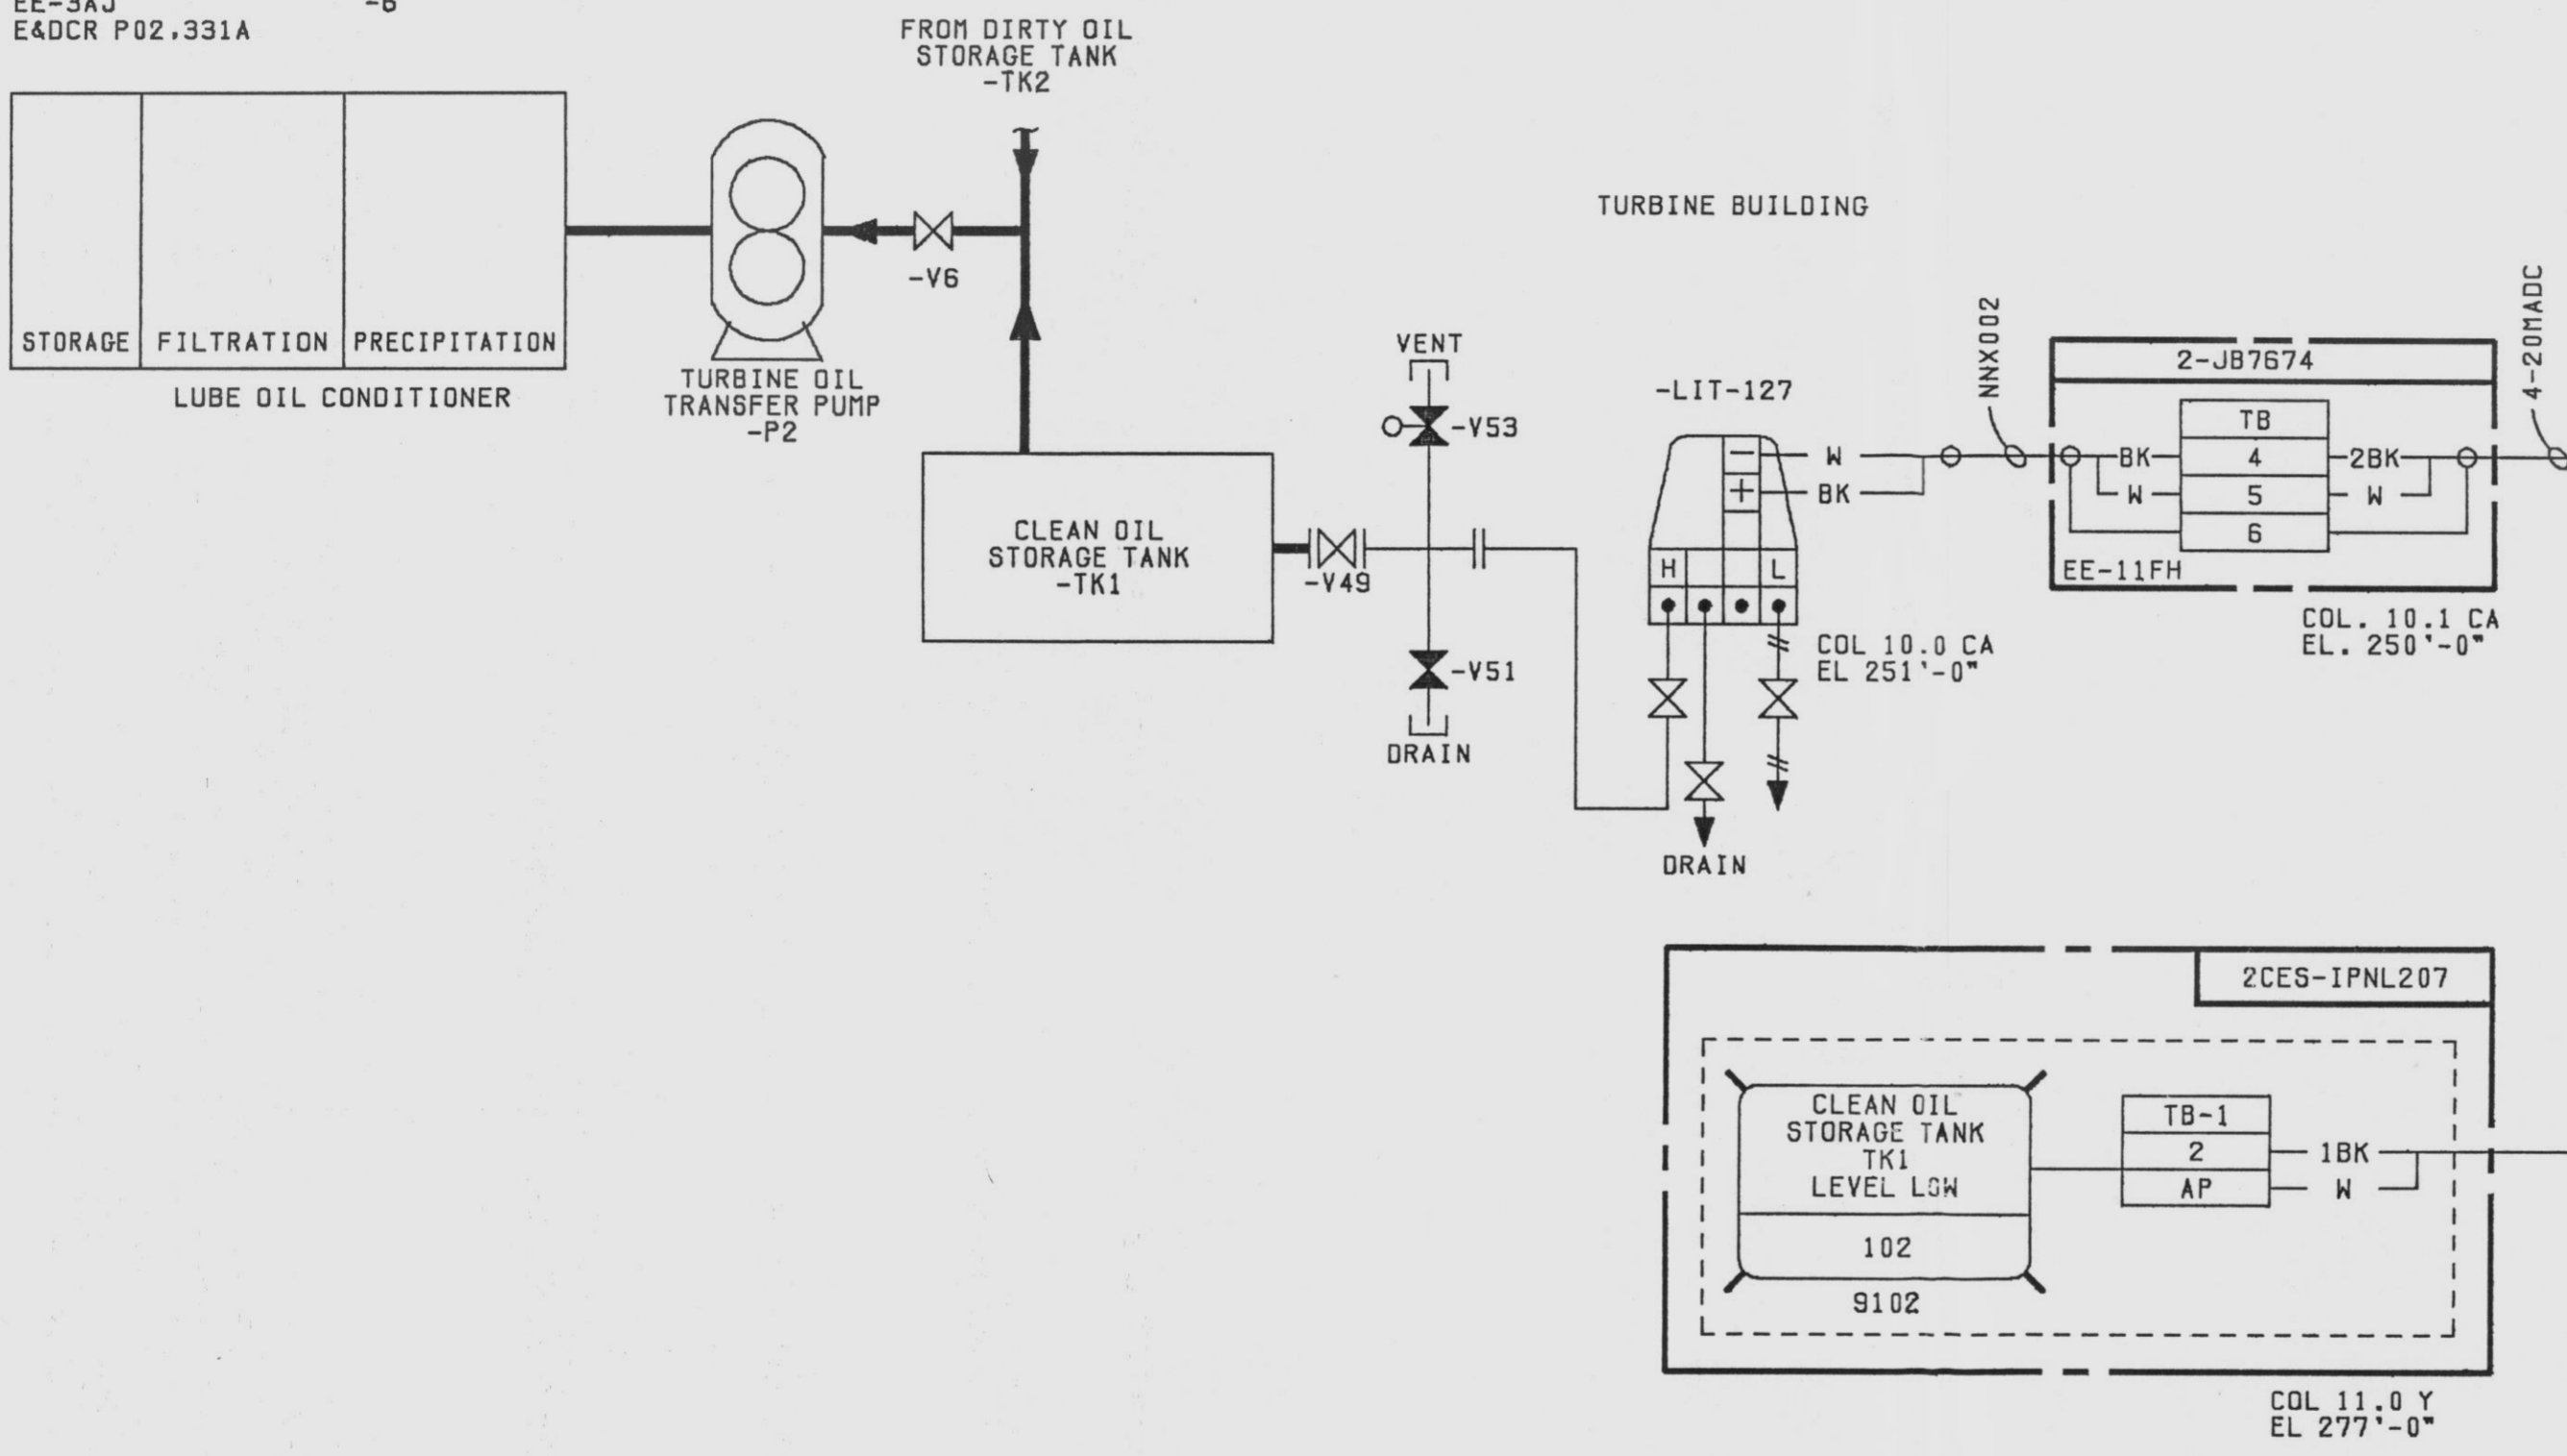 EE-3AJ -6
E&DCR P02,331A
FROM DIRTY OIL
STORAGE TANK
-TK2
STORAGE
FILTRATION
PRECIPITATION
LUBE OIL CONDITIONER
TURBINE OIL
TRANSFER PUMP
-P2
-V6
CLEAN OIL
STORAGE TANK
-TK1
-V49
VENT
-V53
-V51
DRAIN
TURBINE BUILDING
-LIT-127
W
BK
H
L
COL 10.0 CA
EL 251'-0"
DRAIN
NNX002
2-JB7674
TB
BK 4 2BK
W 5 W
6
EE-11FH
COL. 10.1 CA
EL. 250'-0"
4-20MADC
2CES-IPNL207
CLEAN OIL
STORAGE TANK
TK1
LEVEL LOW
102
9102
TB-1
2 1BK
AP W
COL 11.0 Y
EL 277'-0"